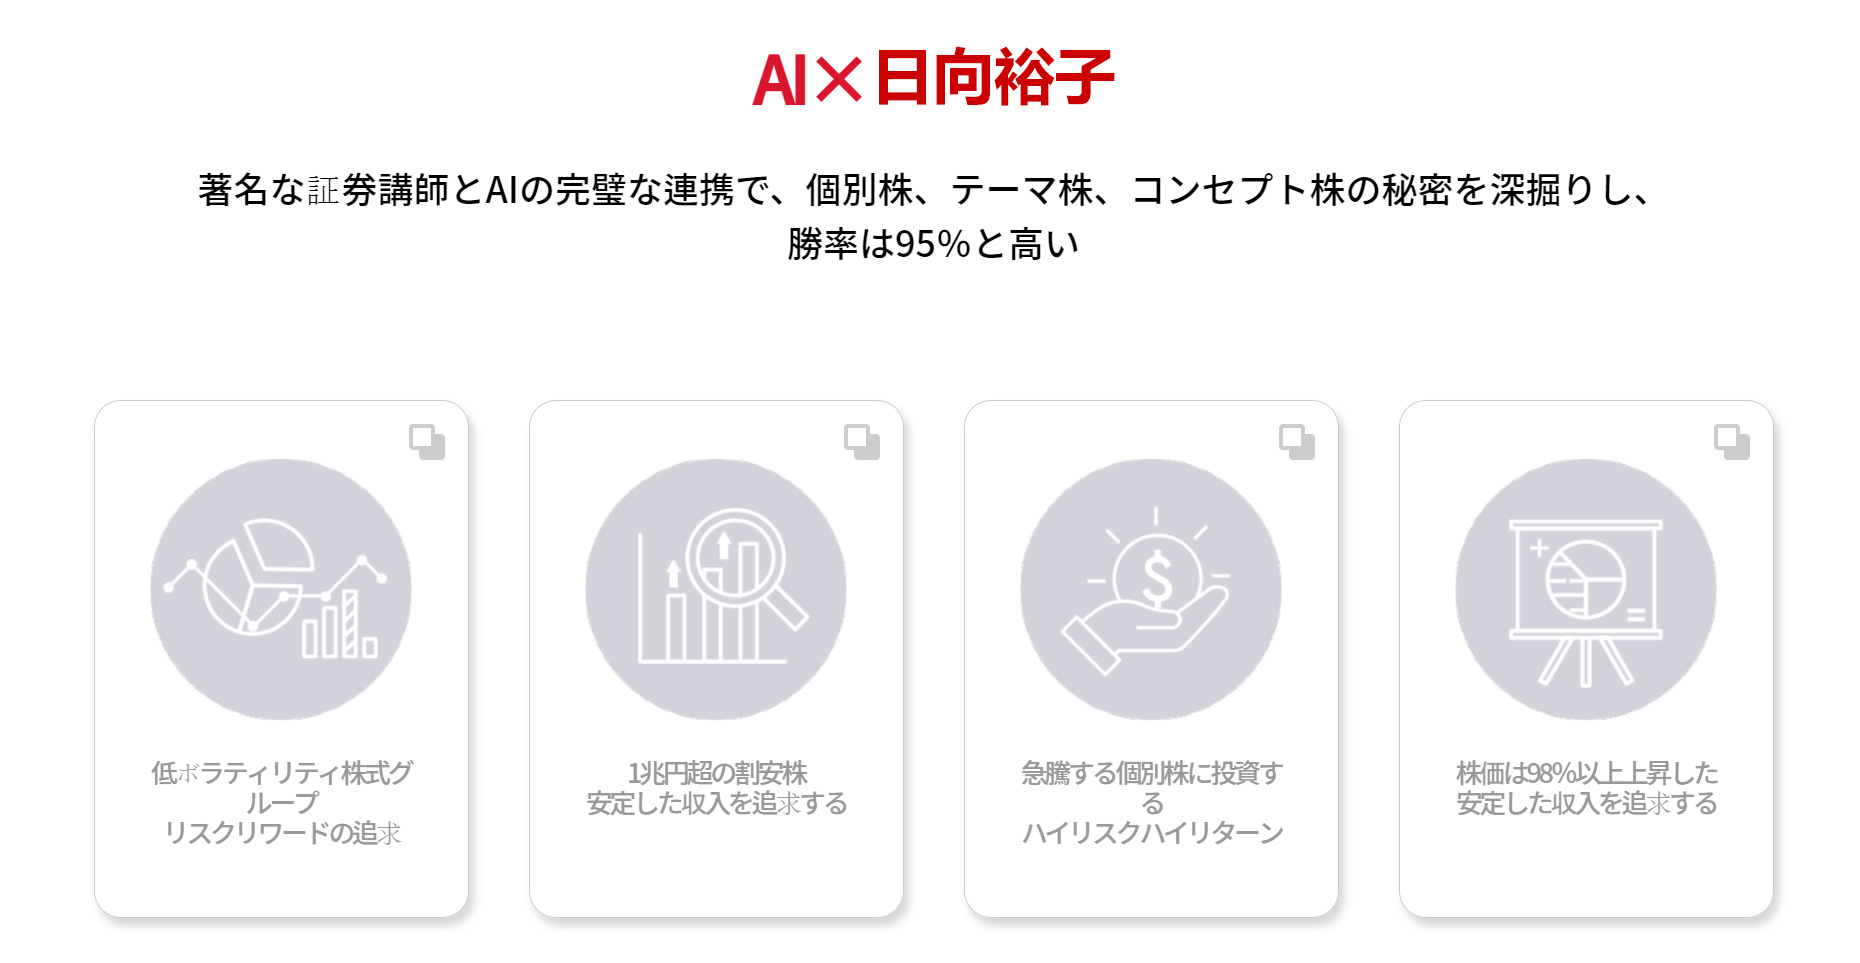 AI×日向裕子
著名な証券講師とAIの完璧な連携で、個別株、テーマ株、コンセプト株の秘密を深掘りし、
勝率は95%と高い
低ボラティリティ株式グ
ループ
リスクリワードの追求
1兆円超の割安株
安定した収入を追求する
急騰する個別株に投資す
る
ハイリスクハイリターン
株価は98%以上上昇した
安定した収入を追求する